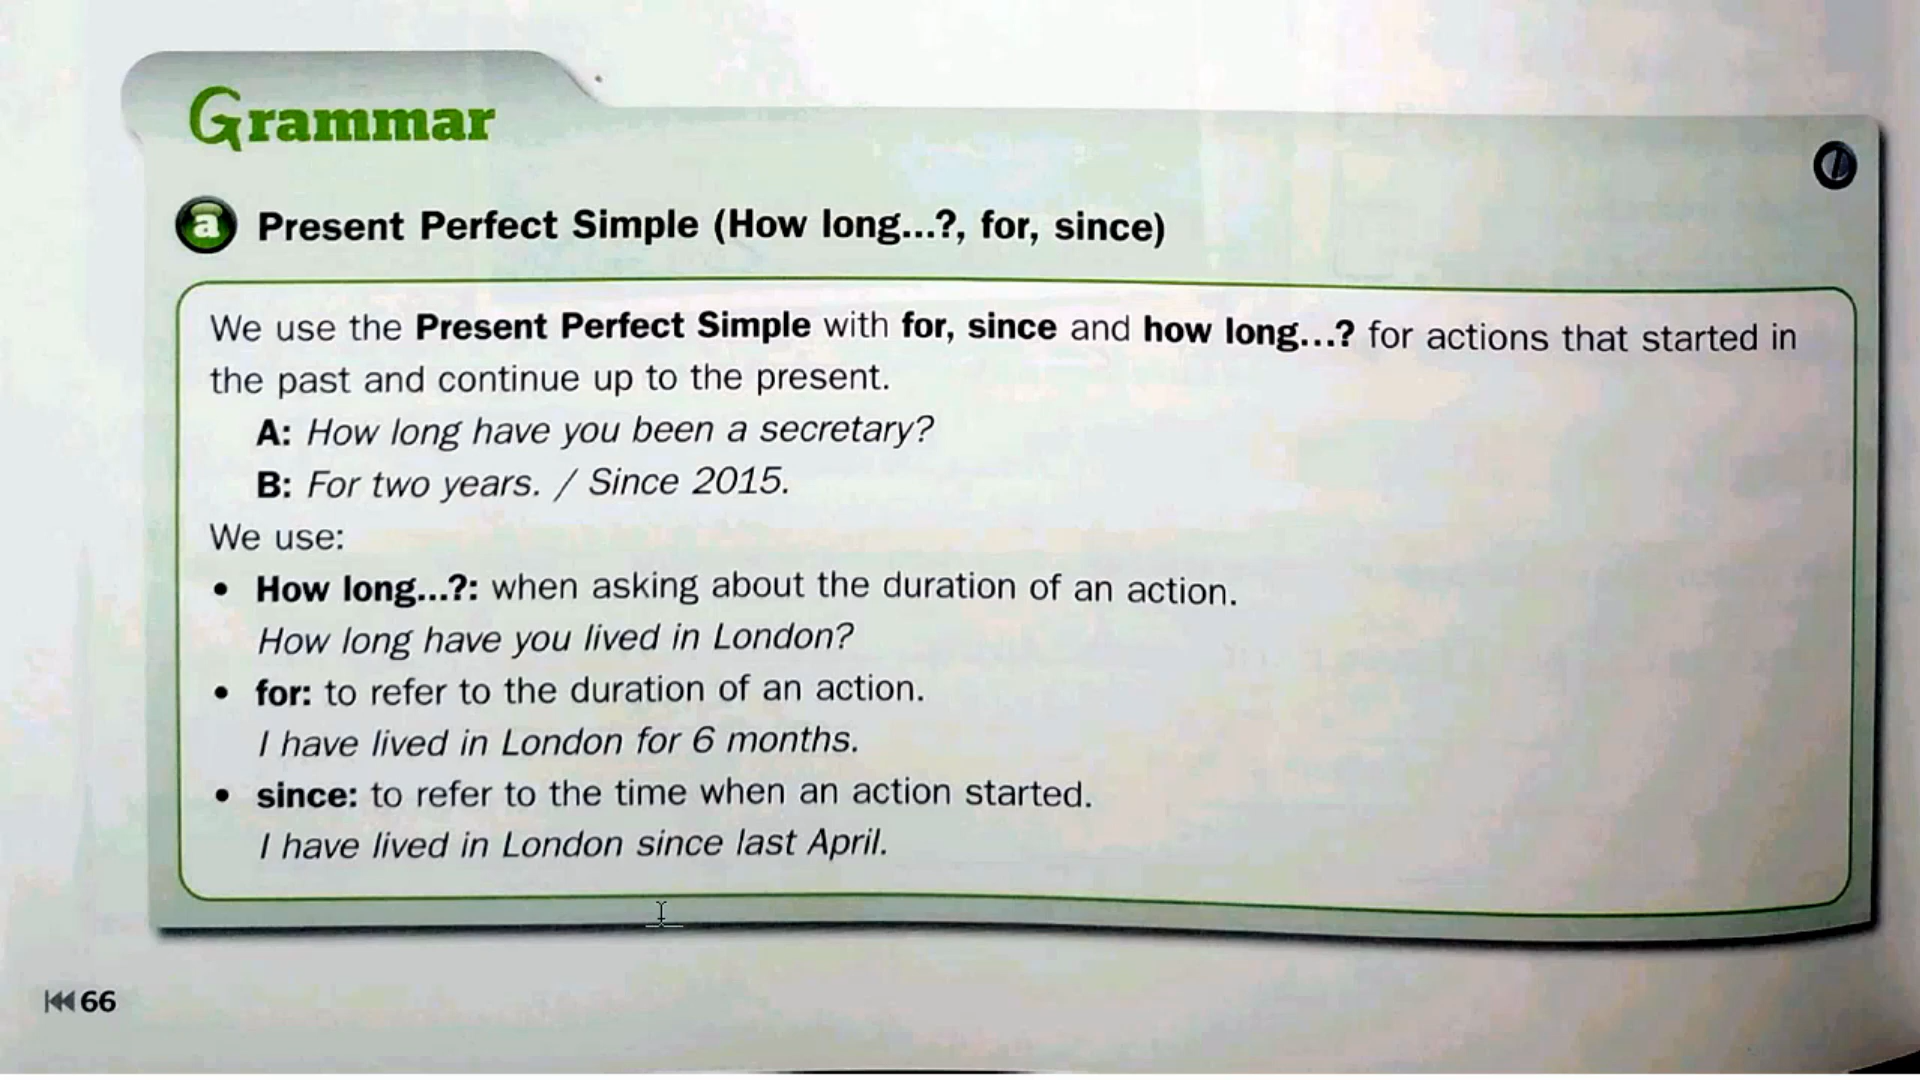 Grammar
a Present Perfect Simple (How long...?, for, since)
We use the Present Perfect Simple with for, since and how long...? for actions that started in
the past and continue up to the present.
A: How long have you been a secretary?
B: For two years. / Since 2015.
We use:
• How long...?: when asking about the duration of an action.
How long have you lived in London?
• for: to refer to the duration of an action.
I have lived in London for 6 months.
• since: to refer to the time when an action started.
I have lived in London since last April.
66